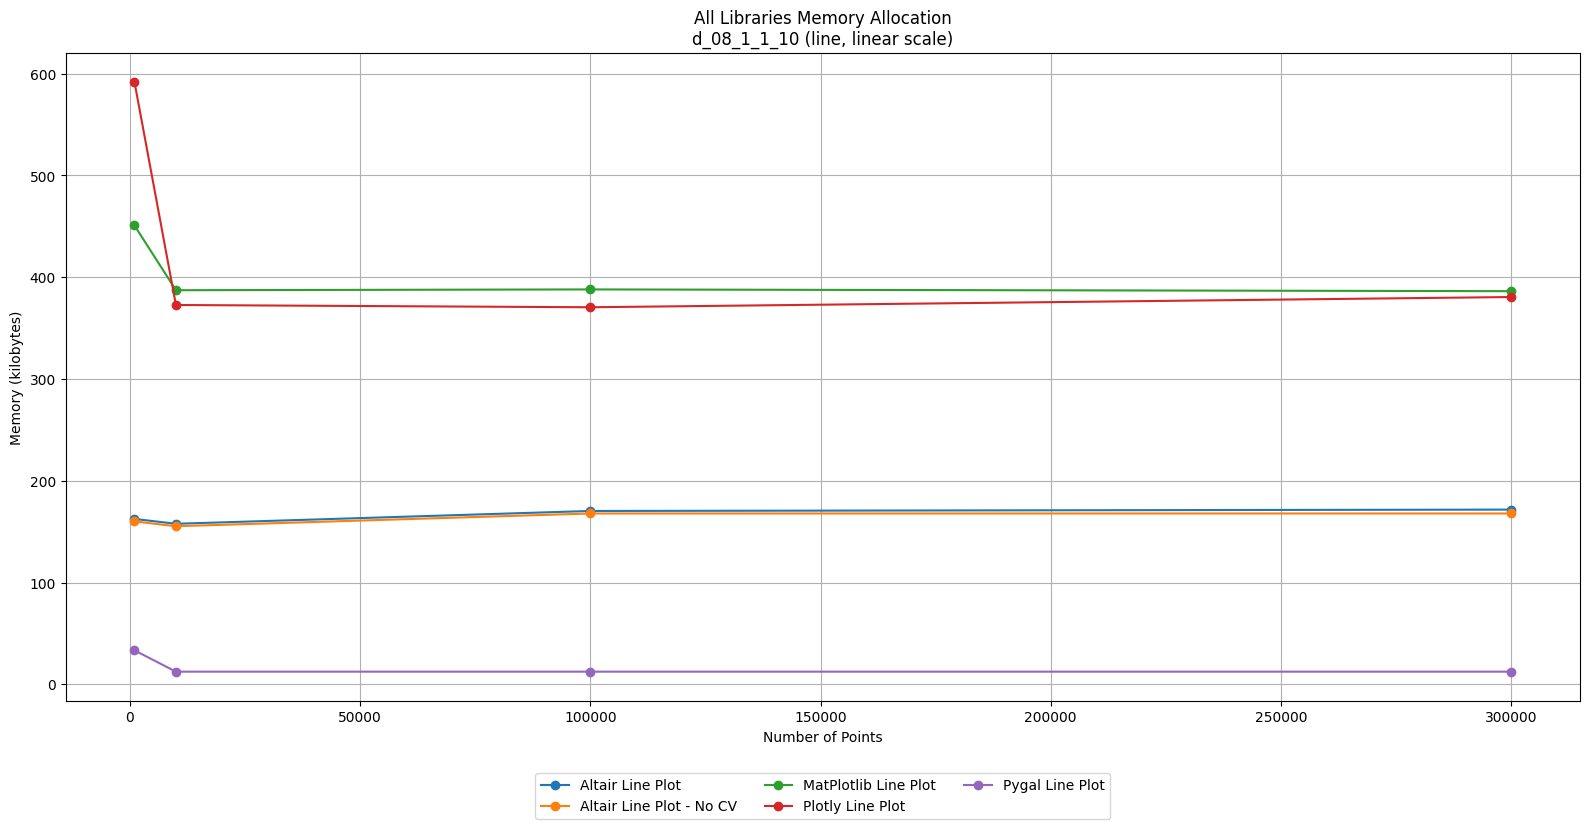 All Libraries Memory Allocation
d_08_1_1_10 (line, linear scale)
600
500
400
300
200
100
0
Memory (kilobytes)
0 50000 100000 150000 200000 250000 300000
Number of Points
Altair Line Plot MatPlotlib Line Plot Pygal Line Plot
Altair Line Plot - No CV Plotly Line Plot